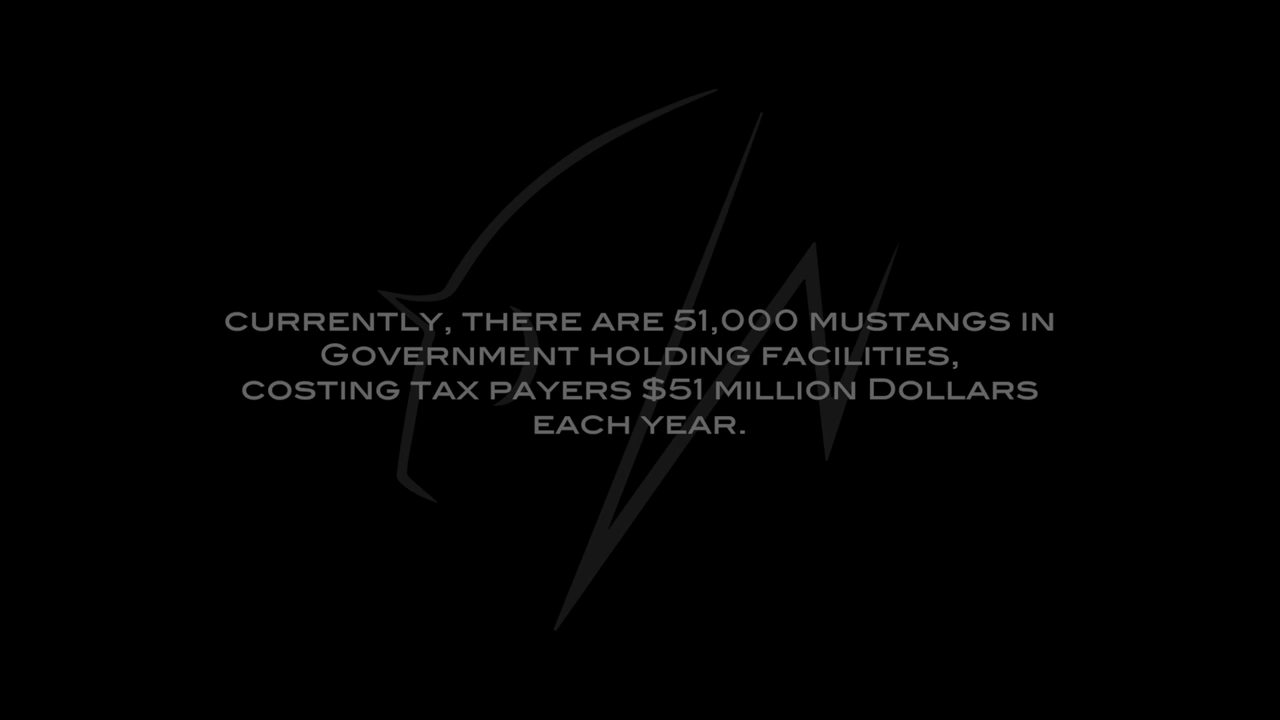 currently, there are 51,000 mustangs in
Government holding facilities,
costing tax payers $51 million Dollars
each year.